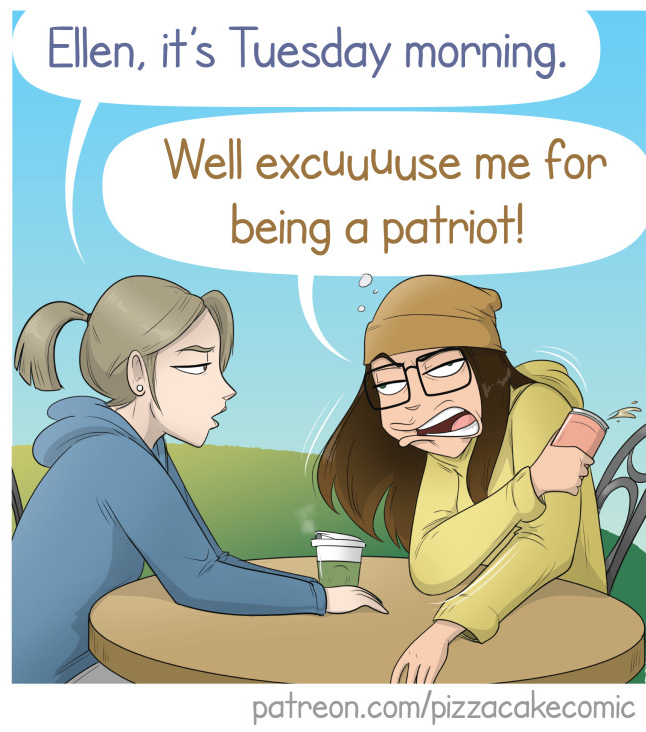 Ellen, it's Tuesday morning.
Well excuuuuse me for
being a patriot!
patreon.com/pizzacakecomic